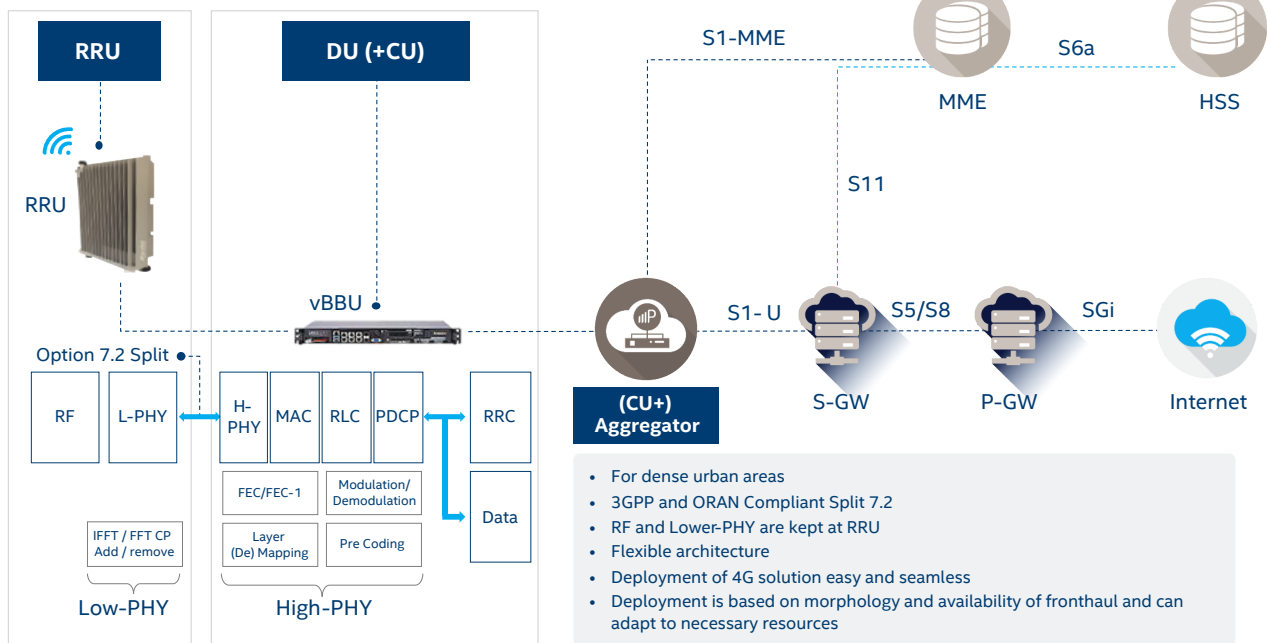 RRU
DU (+CU)
RRU
vBBU
Option 7.2 Split
RF
L-PHY
H-
PHY
MAC
RLC
PDCP
RRC
Data
FEC/FEC-1
Modulation/
Demodulation
Layer
(De) Mapping
Pre Coding
IFFT / FFT CP
Add / remove
Low-PHY
High-PHY
S1-MME
MME
S6a
HSS
S11
P
S1- U
S5/S8
SGi
(CU+)
Aggregator
S-GW
P-GW
Internet
• For dense urban areas
• 3GPP and ORAN Compliant Split 7.2
• RF and Lower-PHY are kept at RRU
• Flexible architecture
• Deployment of 4G solution easy and seamless
• Deployment is based on morphology and availability of fronthaul and can
adapt to necessary resources